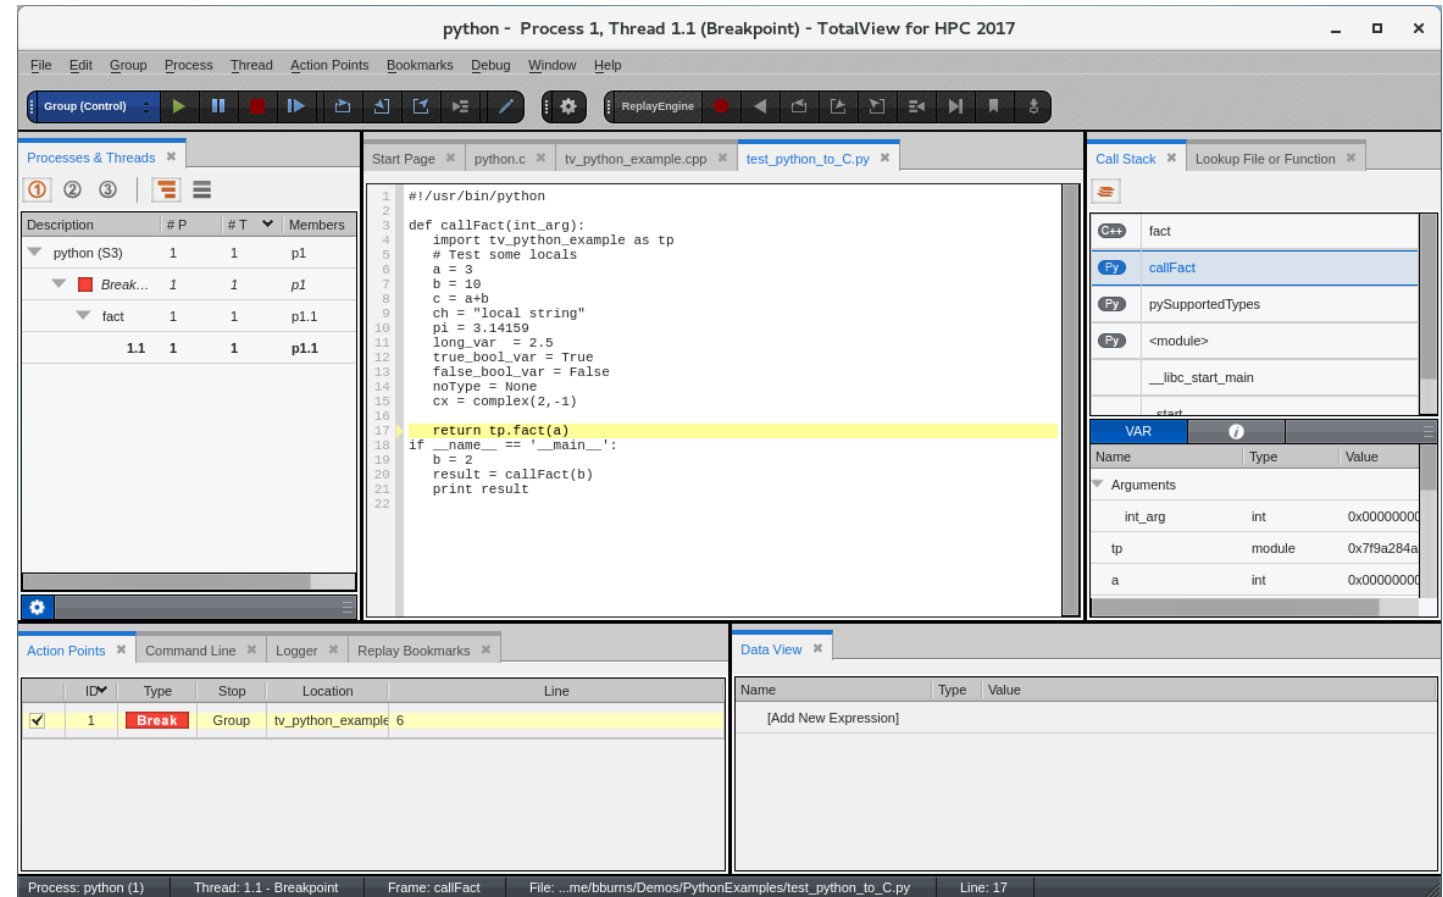 python - Process 1, Thread 1.1 (Breakpoint) - TotalView for HPC 2017
File Edit Group Process Thread Action Points Bookmarks Debug Window Help
Group (Control)
ReplayEngine
Processes & Threads
1 2 3
Description # P # T Members
python (S3) 1 1 p1
Break... 1 1 p1
fact 1 1 p1.1
1.1 1 1 p1.1
Start Page python.c tv_python_example.cpp test_python_to_C.py
1 #!/usr/bin/python
2
3 def callFact(int_arg):
4 import tv_python_example as tp
5 # Test some locals
6 a = 3
7 b = 10
8 c = a+b
9 ch = "local string"
10 pi = 3.14159
11 long_var  = 2.5
12 true_bool_var = True
13 false_bool_var = False
14 noType = None
15 cx = complex(2,-1)
16
17 return tp.fact(a)
18 if __name__ == '__main__':
19 b = 2
20 result = callFact(b)
21 print result
22
Call Stack Lookup File or Function
C++ fact
Py callFact
Py pySupportedTypes
Py <module>
__libc_start_main
_start
VAR i
Name Type Value
Arguments
int_arg int 0x00000000
tp module 0x7f9a284a
a int 0x00000000
Action Points Command Line Logger Replay Bookmarks
ID Type Stop Location Line
1 Break Group tv_python_example 6
Data View
Name Type Value
[Add New Expression]
Process: python (1) Thread: 1.1 - Breakpoint Frame: callFact File: ...me/bburns/Demos/PythonExamples/test_python_to_C.py Line: 17